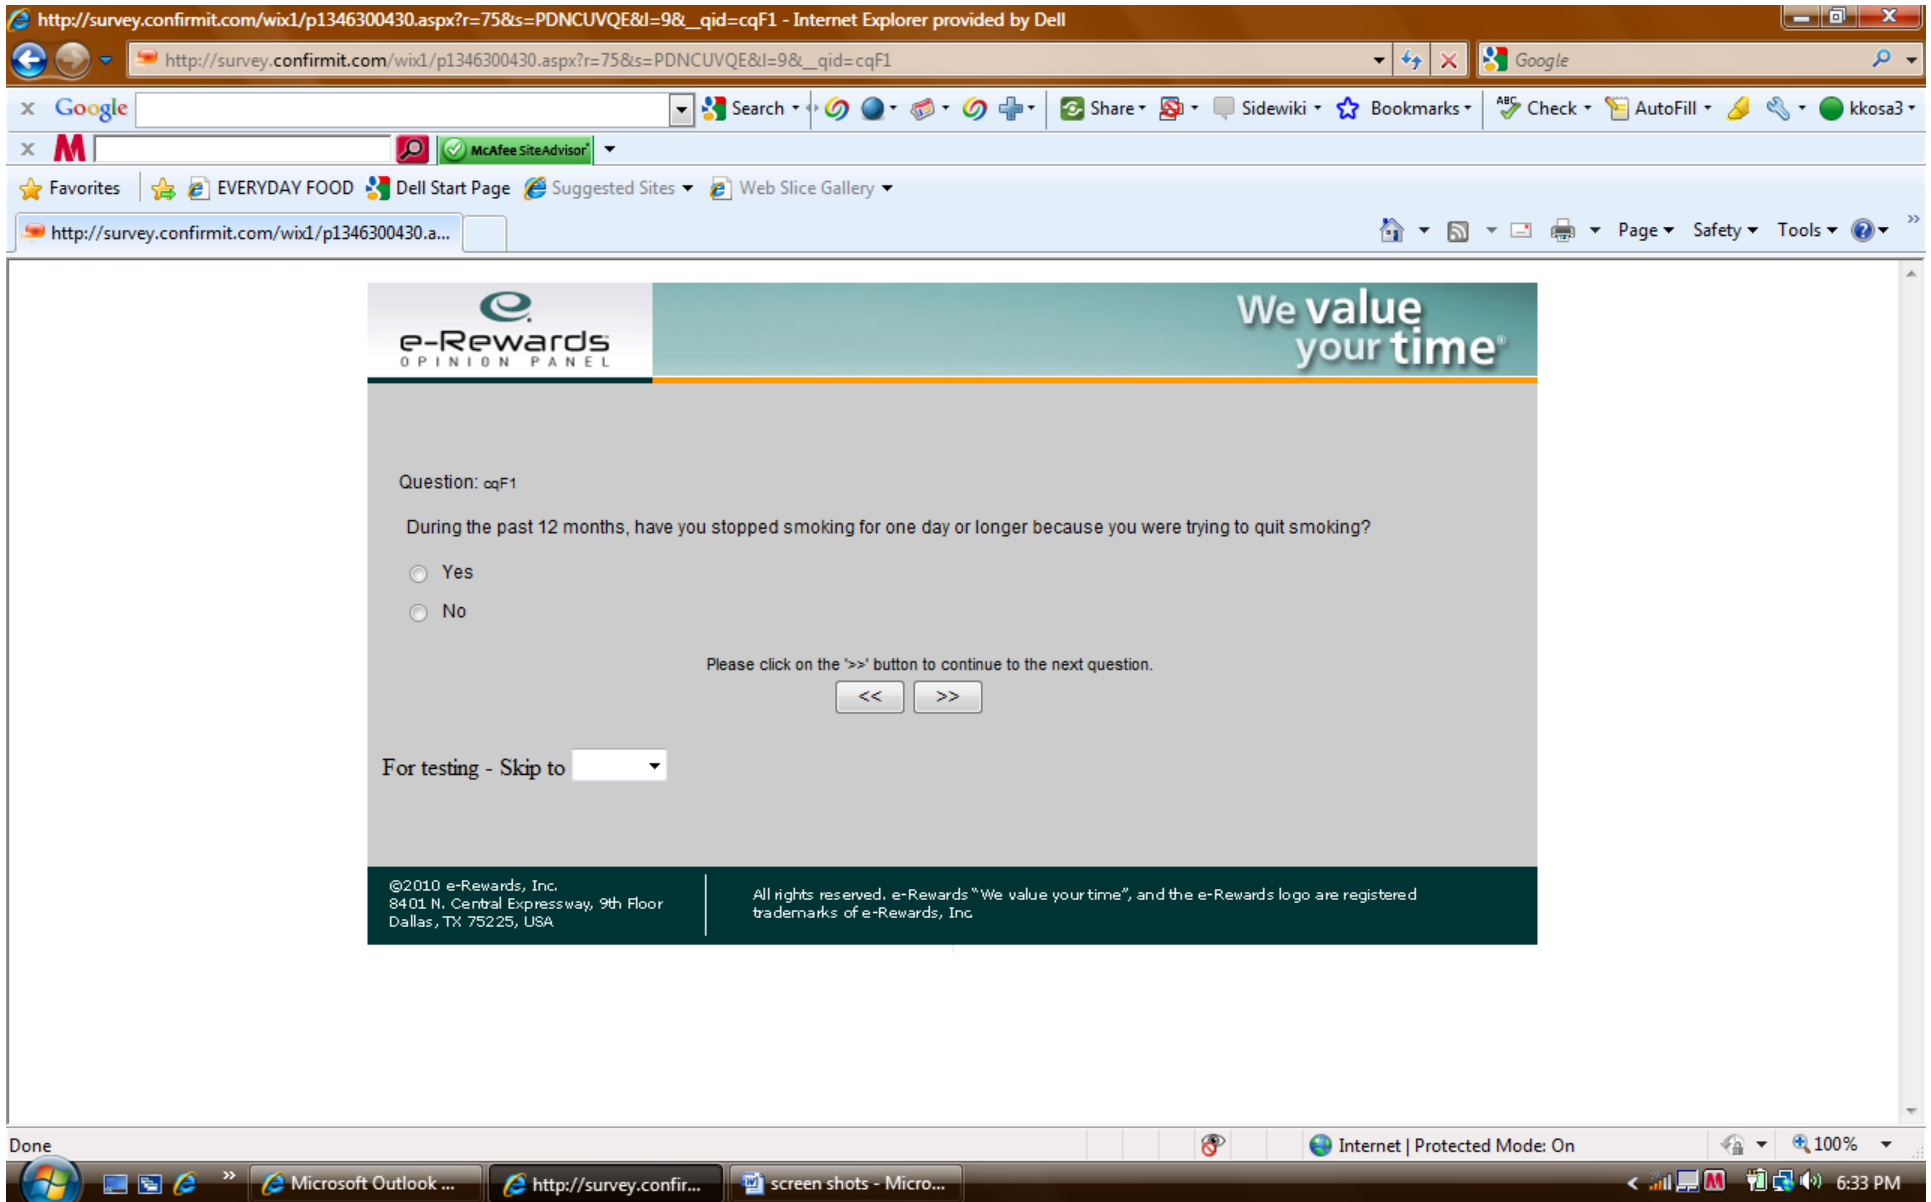 http://survey.confirmit.com/wix1/p1346300430.aspx?r=75&s=PDNCUVQE&l=9&__qid=cqF1 - Internet Explorer provided by Dell
http://survey.confirmit.com/wix1/p1346300430.aspx?r=75&s=PDNCUVQE&l=9&__qid=cqF1
Google
x Google Search Share Sidewiki Bookmarks Check AutoFill kkosa3
x M McAfee SiteAdvisor
Favorites EVERYDAY FOOD Dell Start Page Suggested Sites Web Slice Gallery
http://survey.confirmit.com/wix1/p1346300430.a... Page Safety Tools »
e-Rewards
OPINION PANEL
We value
your time®
Question: cqF1
During the past 12 months, have you stopped smoking for one day or longer because you were trying to quit smoking?
Yes
No
Please click on the '>>' button to continue to the next question.
<< >>
For testing - Skip to
©2010 e-Rewards, Inc.
8401 N. Central Expressway, 9th Floor
Dallas, TX 75225, USA
All rights reserved. e-Rewards "We value your time", and the e-Rewards logo are registered
trademarks of e-Rewards, Inc
Done Internet | Protected Mode: On 100%
» Microsoft Outlook ... http://survey.confir... screen shots - Micro... < M 6:33 PM